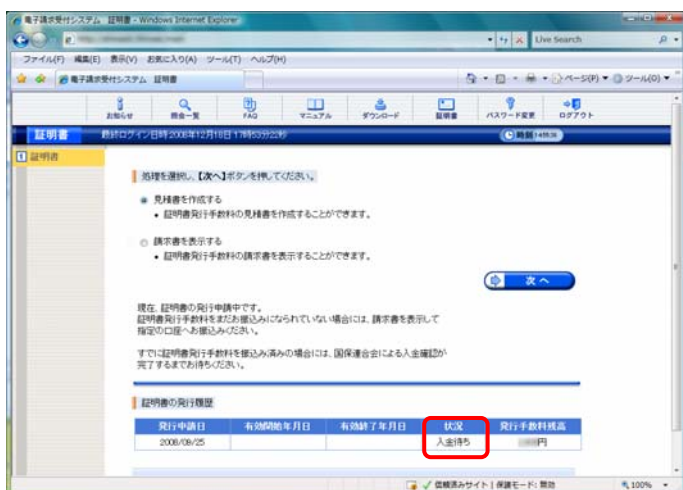 電子請求受付システム 証明書 - Windows Internet Explorer
Live Search
ファイル(F) 編集(E) 表示(V) お気に入り(A) ツール(T) ヘルプ(H)
電子請求受付システム 証明書
ページ(P) ツール(O)
お知らせ 照会一覧 FAQ マニュアル ダウンロード 証明書 パスワード変更 ログアウト
証明書 最終ログイン日時:2008年12月18日 17時53分22秒 時刻
1 証明書
処理を選択し、【次へ】ボタンを押してください。
見積書を作成する
• 証明書発行手数料の見積書を作成することができます。
請求書を表示する
• 証明書発行手数料の請求書を表示することができます。
次へ
現在、証明書の発行申請中です。
証明書発行手数料をまだお振込みになられていない場合には、請求書を表示して
指定の口座へお振込みください。
すでに証明書発行手数料を振込み済みの場合には、国保連合会による入金確認が
完了するまでお待ちください。
証明書の発行履歴
発行申請日 有効開始年月日 有効終了年月日 状況 発行手数料残高
2008/09/25 入金待ち 円
信頼済みサイト | 保護モード: 無効 100%